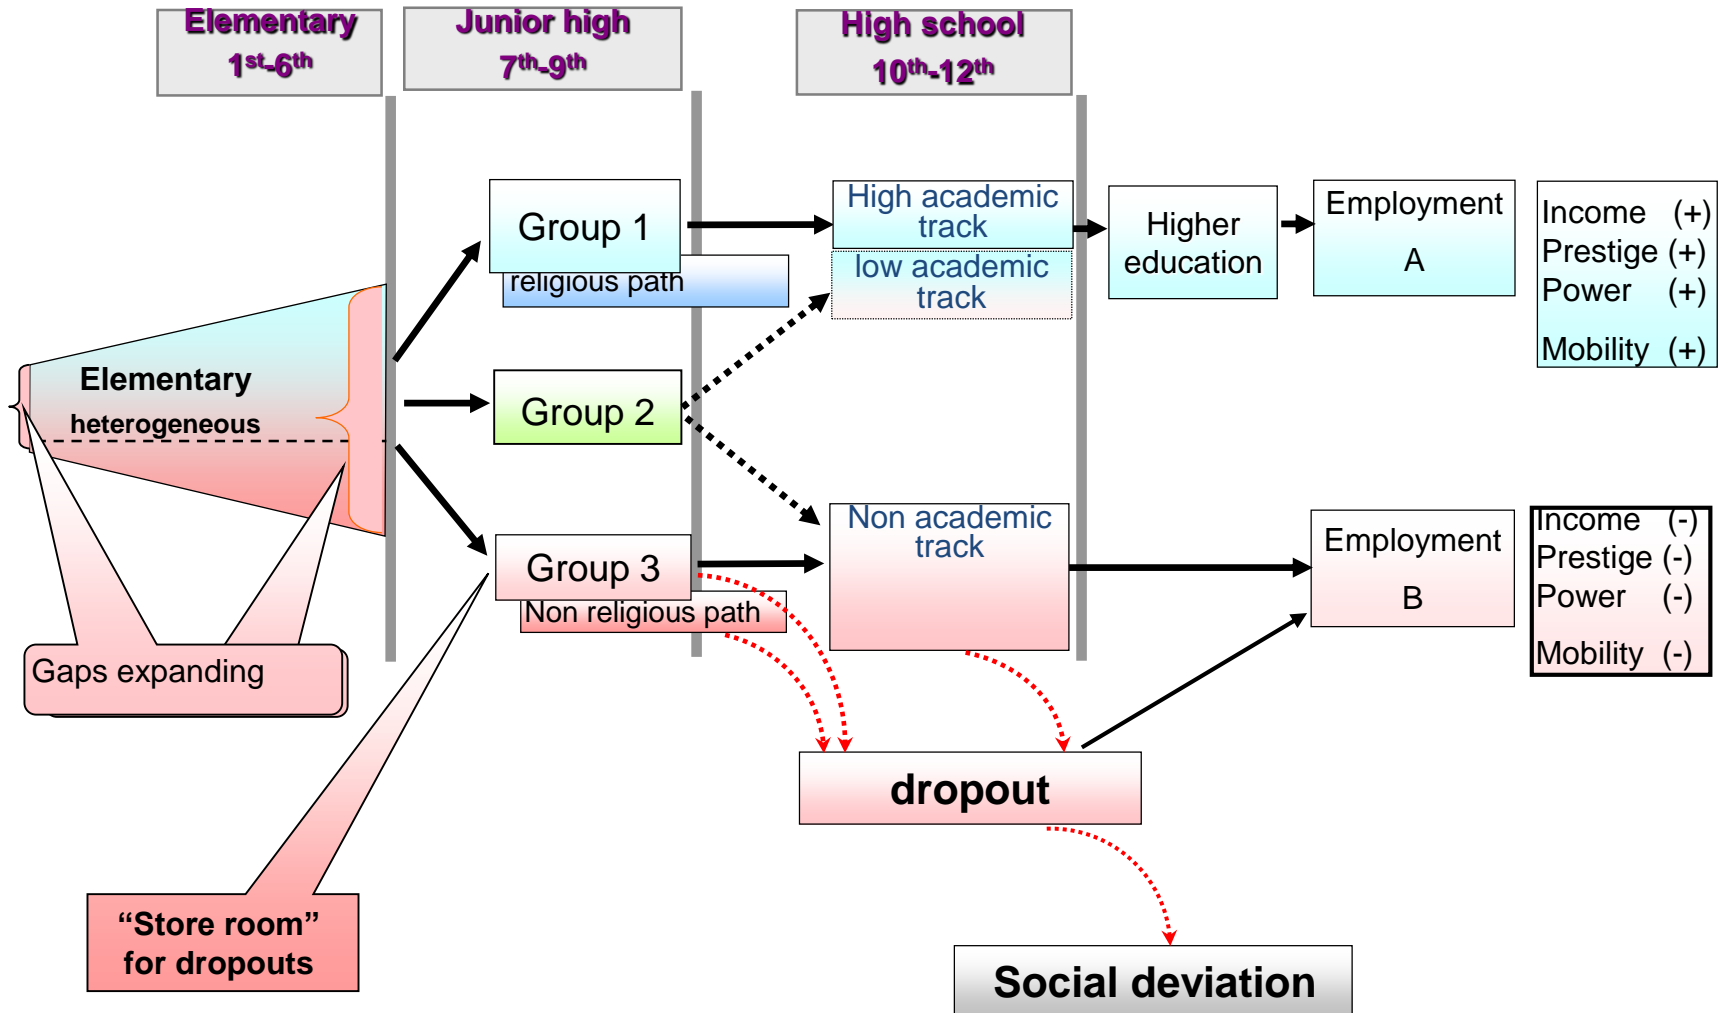 Elementary
1st-6th
Junior high
7th-9th
High school
10th-12th
Group 1
religious path
High academic
track
low academic
track
Higher
education
Employment
A
Income (+)
Prestige (+)
Power (+)
Mobility (+)
Elementary
heterogeneous
Group 2
Group 3
Non religious path
Non academic
track
Employment
B
Income (-)
Prestige (-)
Power (-)
Mobility (-)
Gaps expanding
dropout
“Store room”
for dropouts
Social deviation